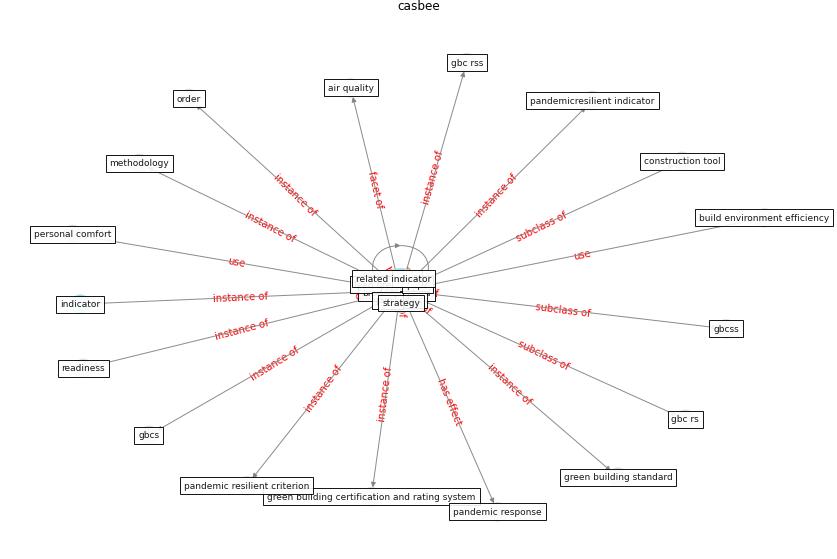 casbee
gbc rss
air quality
order
pandemicresilient indicator
methodology
construction tool
personal comfort
build environment efficiency
indicator
gbcss
readiness
gbc rs
gbcs
green building standard
pandemic resilient criterion
green building certification and rating system
pandemic response
related indicator
strategy
instance of
facet of
instance of
instance of
instance of
subclass of
use
use
instance of
subclass of
instance of
subclass of
instance of
instance of
instance of
instance of
has effect